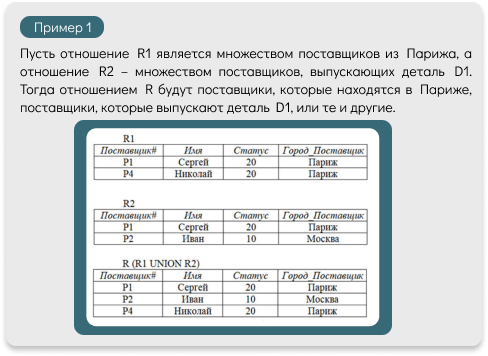 Пример 1
Пусть отношение R1 является множеством поставщиков из Парижа, а
отношение R2 – множеством поставщиков, выпускающих деталь D1.
Тогда отношением R будут поставщики, которые находятся в Париже,
поставщики, которые выпускают деталь D1, или те и другие.
R1
Поставщик# Имя Статус Город_Поставщик
P1 Сергей 20 Париж
P4 Николай 20 Париж
R2
Поставщик# Имя Статус Город_Поставщик
P1 Сергей 20 Париж
P2 Иван 10 Москва
R (R1 UNION R2)
Поставщик# Имя Статус Город_Поставщик
P1 Сергей 20 Париж
P2 Иван 10 Москва
P4 Николай 20 Париж